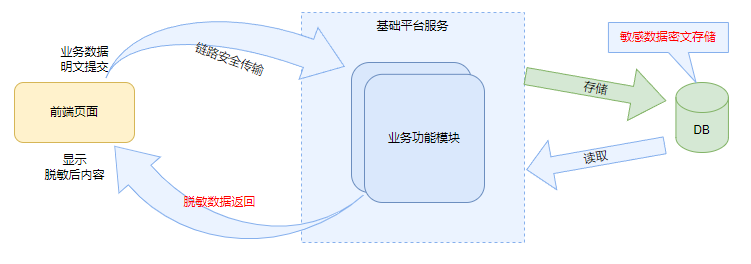 基础平台服务
敏感数据密文存储
业务数据
明文提交
链路安全传输
前端页面
业务功能模块
存储
DB
读取
显示
脱敏后内容
脱敏数据返回